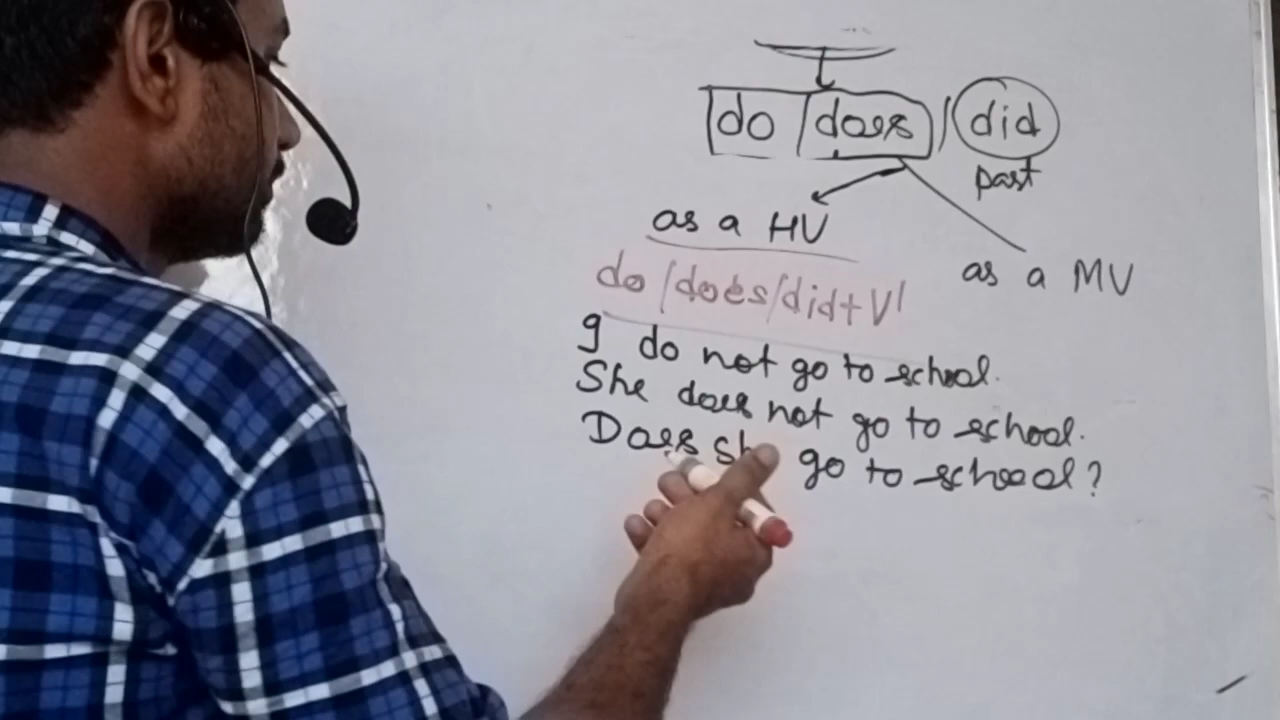 do does / did
past
as a HV
as a MV
do/does/did+V1
I do not go to school.
She does not go to school.
Does she go to school?